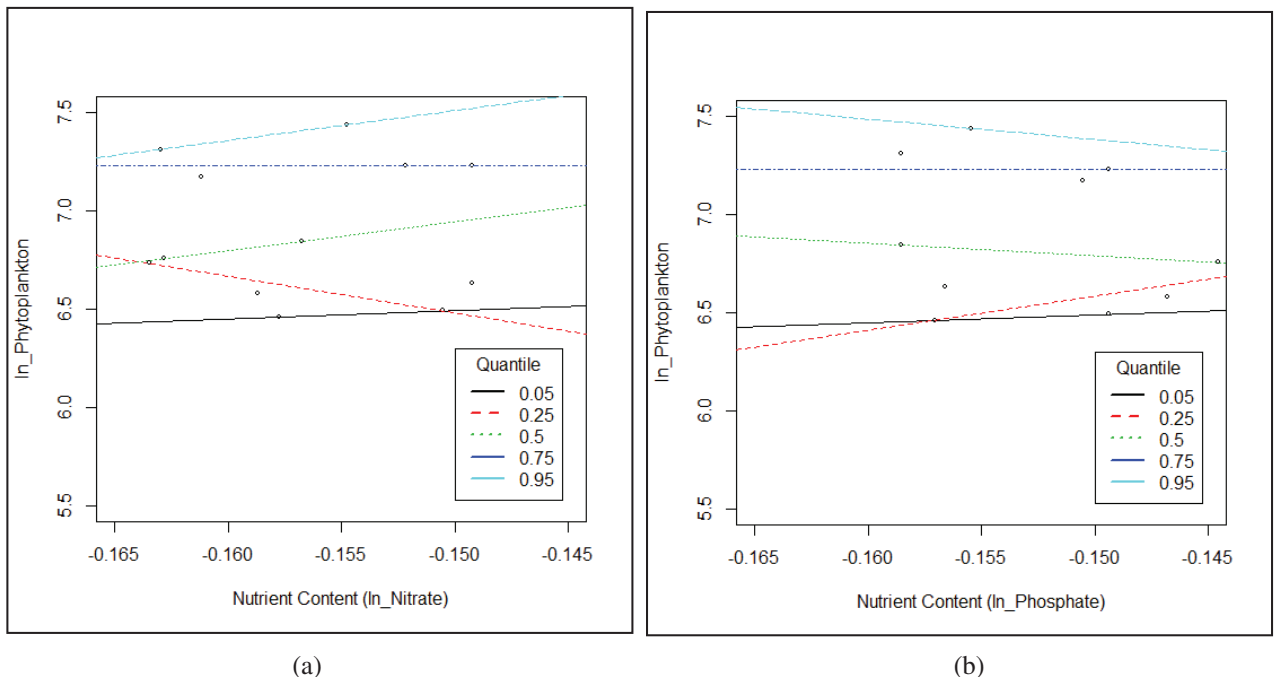 7.5
7.0
6.5
6.0
5.5
ln_Phytoplankton
Quantile
0.05
0.25
0.5
0.75
0.95
-0.165 -0.160 -0.155 -0.150 -0.145
Nutrient Content (ln_Nitrate)
(a)
7.5
7.0
6.5
6.0
5.5
ln_Phytoplankton
Quantile
0.05
0.25
0.5
0.75
0.95
-0.165 -0.160 -0.155 -0.150 -0.145
Nutrient Content (ln_Phosphate)
(b)